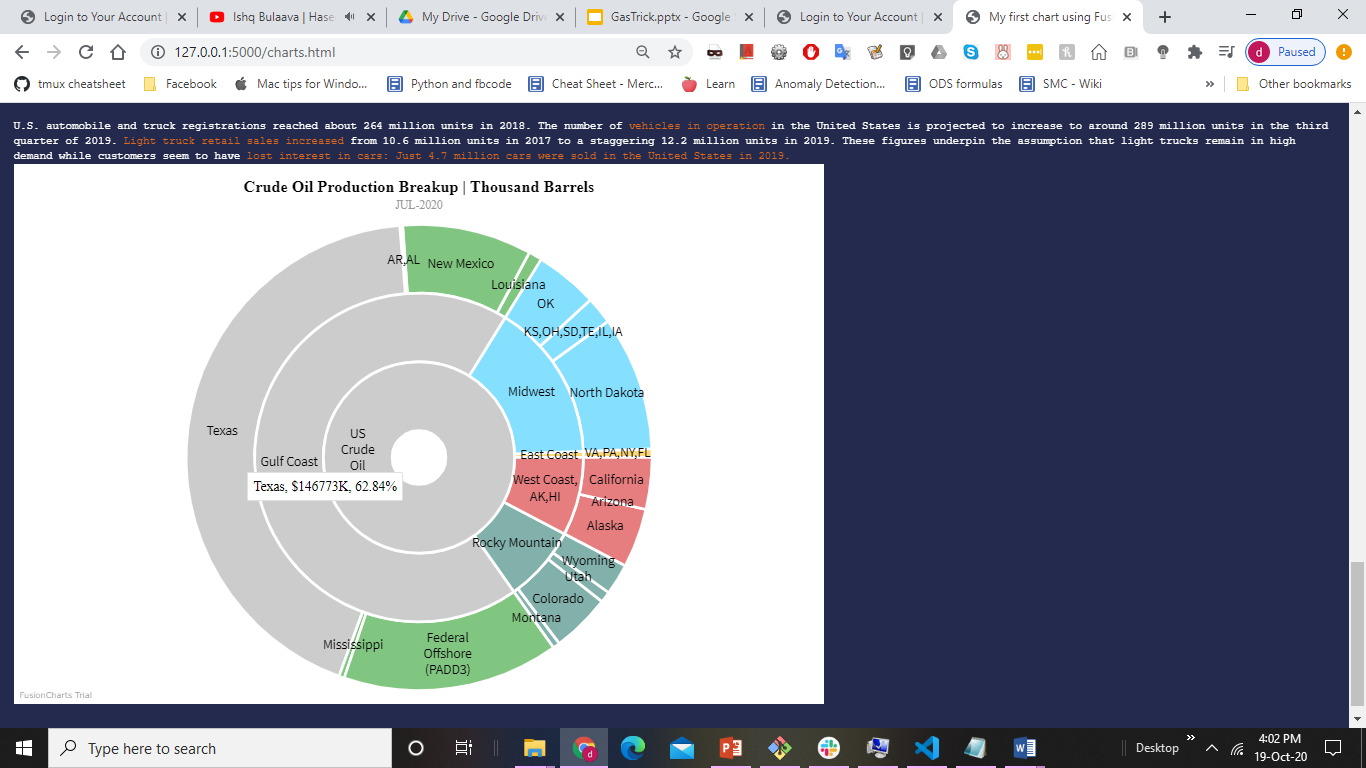 Login to Your Account |
Ishq Bulaava | Hase
My Drive - Google Drive
GasTrick.pptx - Google
Login to Your Account |
My first chart using Fus
127.0.0.1:5000/charts.html
Paused
tmux cheatsheet
Facebook
Mac tips for Windo...
Python and fbcode
Cheat Sheet - Merc...
Learn
Anomaly Detection...
ODS formulas
SMC - Wiki
Other bookmarks
U.S. automobile and truck registrations reached about 264 million units in 2018. The number of vehicles in operation in the United States is projected to increase to around 289 million units in the third
quarter of 2019. Light truck retail sales increased from 10.6 million units in 2017 to a staggering 12.2 million units in 2019. These figures underpin the assumption that light trucks remain in high
demand while customers seem to have lost interest in cars: Just 4.7 million cars were sold in the United States in 2019.
Crude Oil Production Breakup | Thousand Barrels
JUL-2020
AR,AL
New Mexico
Louisiana
OK
KS,OH,SD,TE,IL,IA
Midwest
North Dakota
Texas
US
Crude
Oil
Gulf Coast
East Coast
VA,PA,NY,FL
Texas, $146773K, 62.84%
West Coast,
AK,HI
California
Arizona
Alaska
Rocky Mountain
Wyoming
Utah
Colorado
Montana
Mississippi
Federal
Offshore
(PADD3)
FusionCharts Trial
Type here to search
Desktop
4:02 PM
19-Oct-20